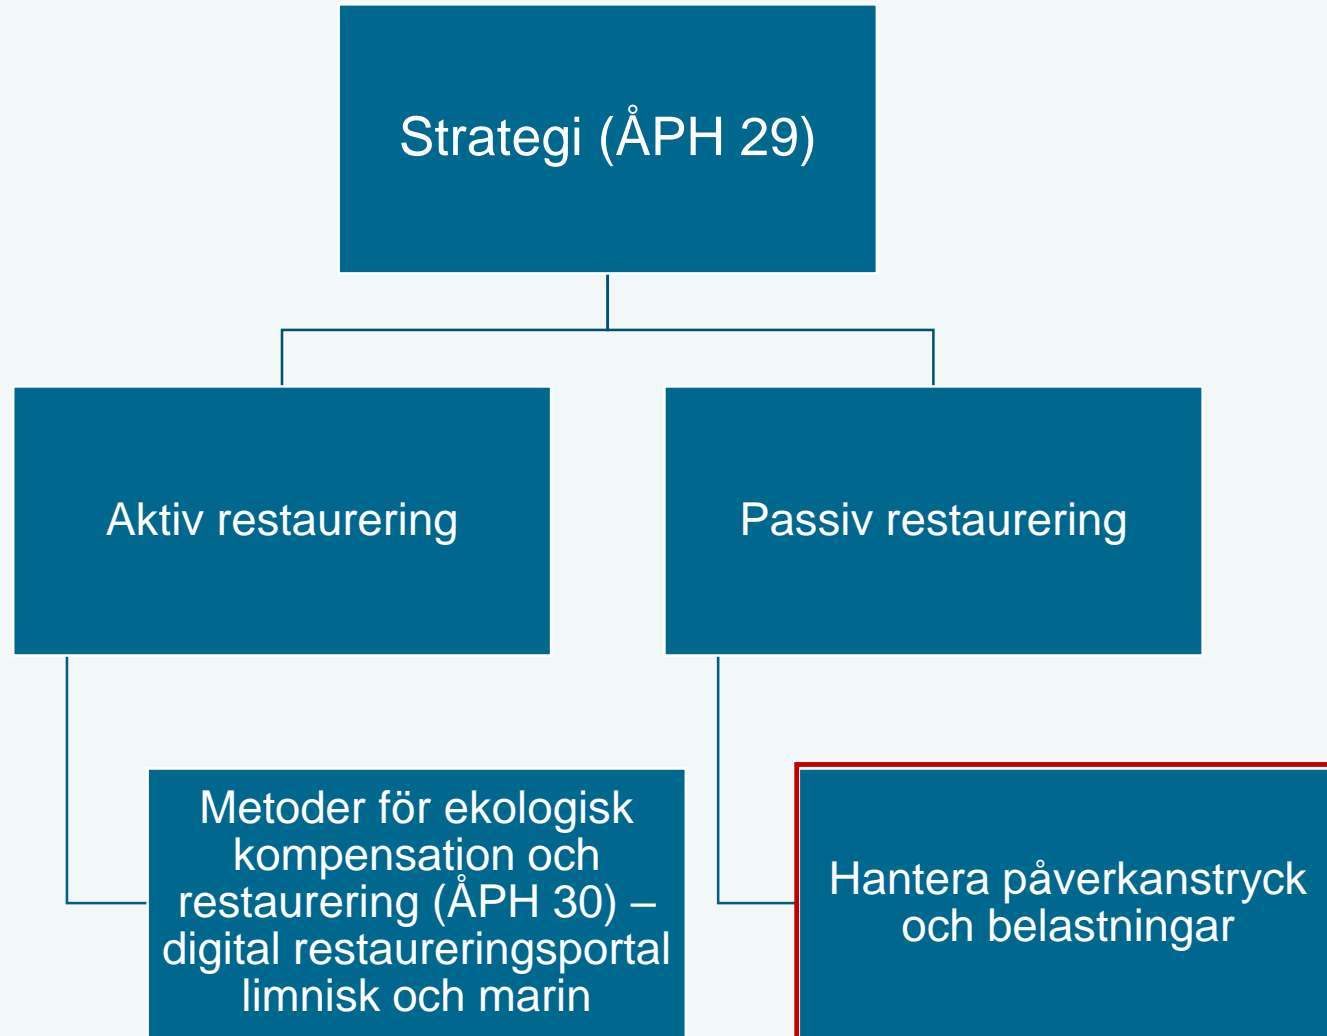 Strategi (ÅPH 29)
Aktiv restaurering
Passiv restaurering
Metoder för ekologisk
kompensation och
restaurering (ÅPH 30) –
digital restaureringsportal
limnisk och marin
Hantera påverkanstryck
och belastningar